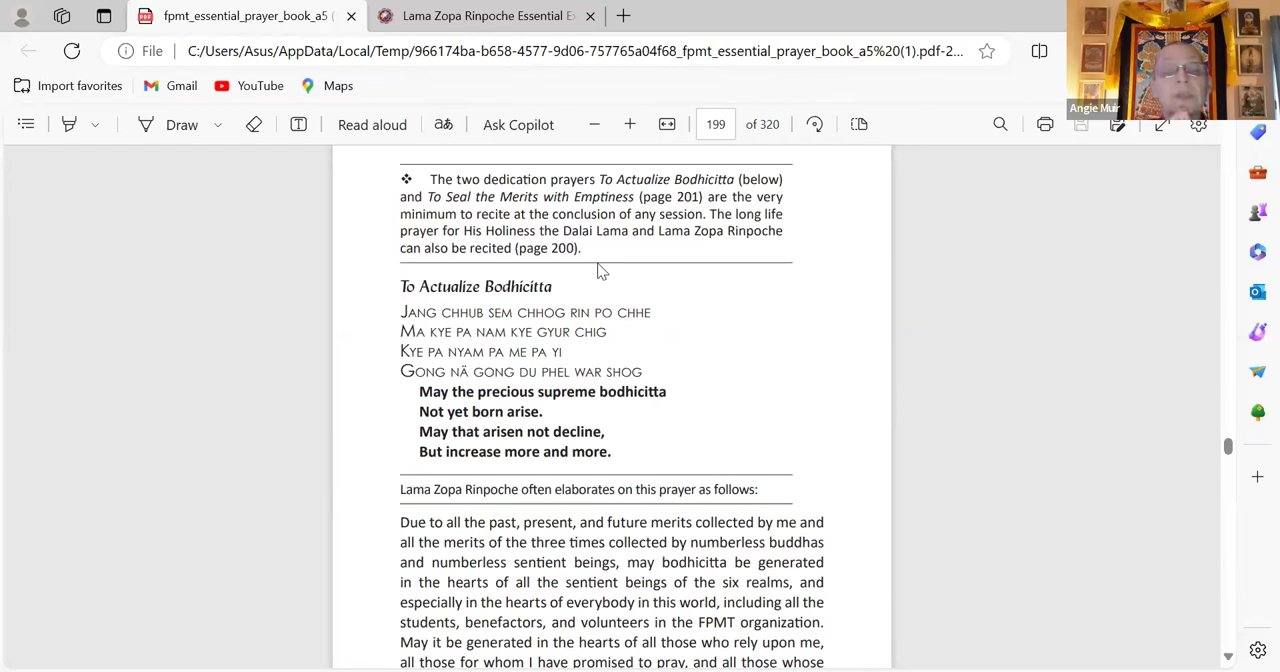 fpmt_essential_prayer_book_a5 (
Lama Zopa Rinpoche Essential E
File
C:/Users/Asus/AppData/Local/Temp/966174ba-b658-4577-9d06-757765a04f68_fpmt_essential_prayer_book_a5%20(1).pdf-2...
Import favorites
Gmail
YouTube
Maps
Angie Muir
Draw
Read aloud
Ask Copilot
199
of 320
❖ The two dedication prayers To Actualize Bodhicitta (below)
and To Seal the Merits with Emptiness (page 201) are the very
minimum to recite at the conclusion of any session. The long life
prayer for His Holiness the Dalai Lama and Lama Zopa Rinpoche
can also be recited (page 200).
To Actualize Bodhicitta
JANG CHHUB SEM CHHOG RIN PO CHHE
MA KYE PA NAM KYE GYUR CHIG
KYE PA NYAM PA ME PA YI
GONG NÄ GONG DU PHEL WAR SHOG
May the precious supreme bodhicitta
Not yet born arise.
May that arisen not decline,
But increase more and more.
Lama Zopa Rinpoche often elaborates on this prayer as follows:
Due to all the past, present, and future merits collected by me and
all the merits of the three times collected by numberless buddhas
and numberless sentient beings, may bodhicitta be generated
in the hearts of all the sentient beings of the six realms, and
especially in the hearts of everybody in this world, including all the
students, benefactors, and volunteers in the FPMT organization.
May it be generated in the hearts of all those who rely upon me,
all those for whom I have promised to pray, and all those whose